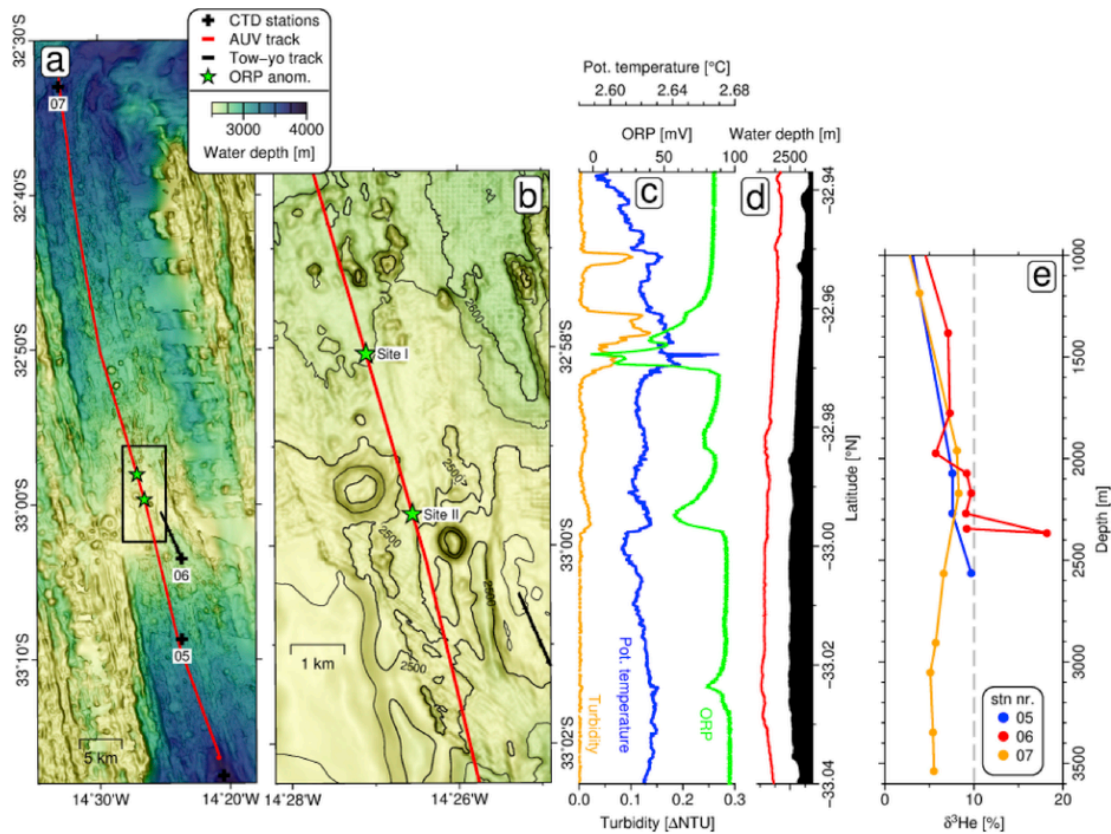 a
32°30'S
32°40'S
32°50'S
33°00'S
33°10'S
14°30'W
14°20'W
07
06
05
5 km
CTD stations
AUV track
Tow-yo track
ORP anom.
3000 4000
Water depth [m]
b
Site I
Site II
2600
2500
2500
2500
2500
1 km
32°58'S
33°00'S
33°02'S
14°28'W
14°26'W
Pot. temperature [°C]
2.60 2.64 2.68
ORP [mV]
0 50 100
c
Turbidity
Pot. temperature
ORP
0.0 0.1 0.2 0.3
Turbidity [ΔNTU]
Water depth [m]
2500
d
-32.94
-32.96
-32.98
-33.00
-33.02
-33.04
Latitude [°N]
e
1000
1500
2000
2500
3000
3500
Depth [m]
stn nr.
05
06
07
0 10 20
δ³He [%]